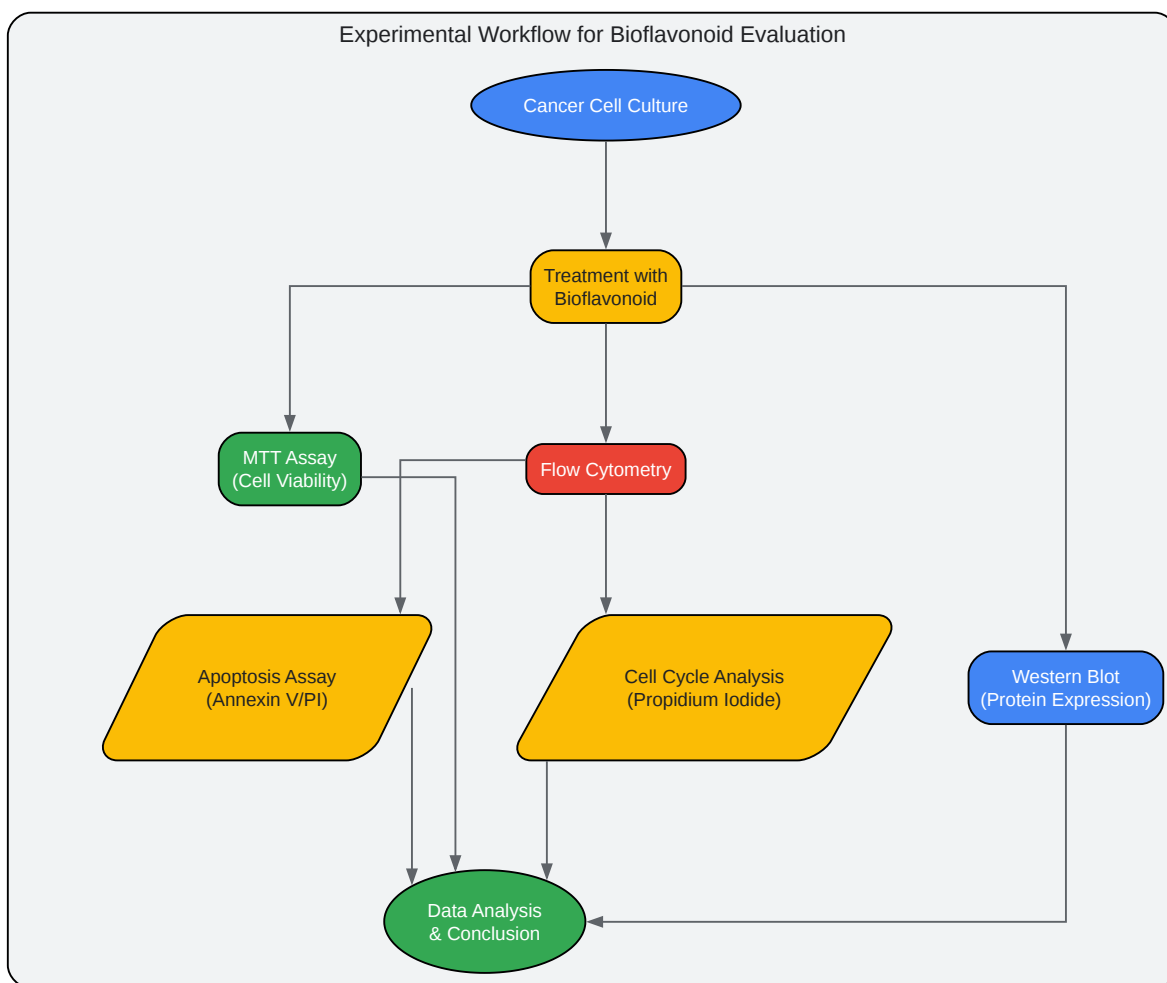 Experimental Workflow for Bioflavonoid Evaluation
Cancer Cell Culture
Treatment with
Bioflavonoid
MTT Assay
(Cell Viability)
Flow Cytometry
Apoptosis Assay
(Annexin V/PI)
Cell Cycle Analysis
(Propidium Iodide)
Western Blot
(Protein Expression)
Data Analysis
& Conclusion